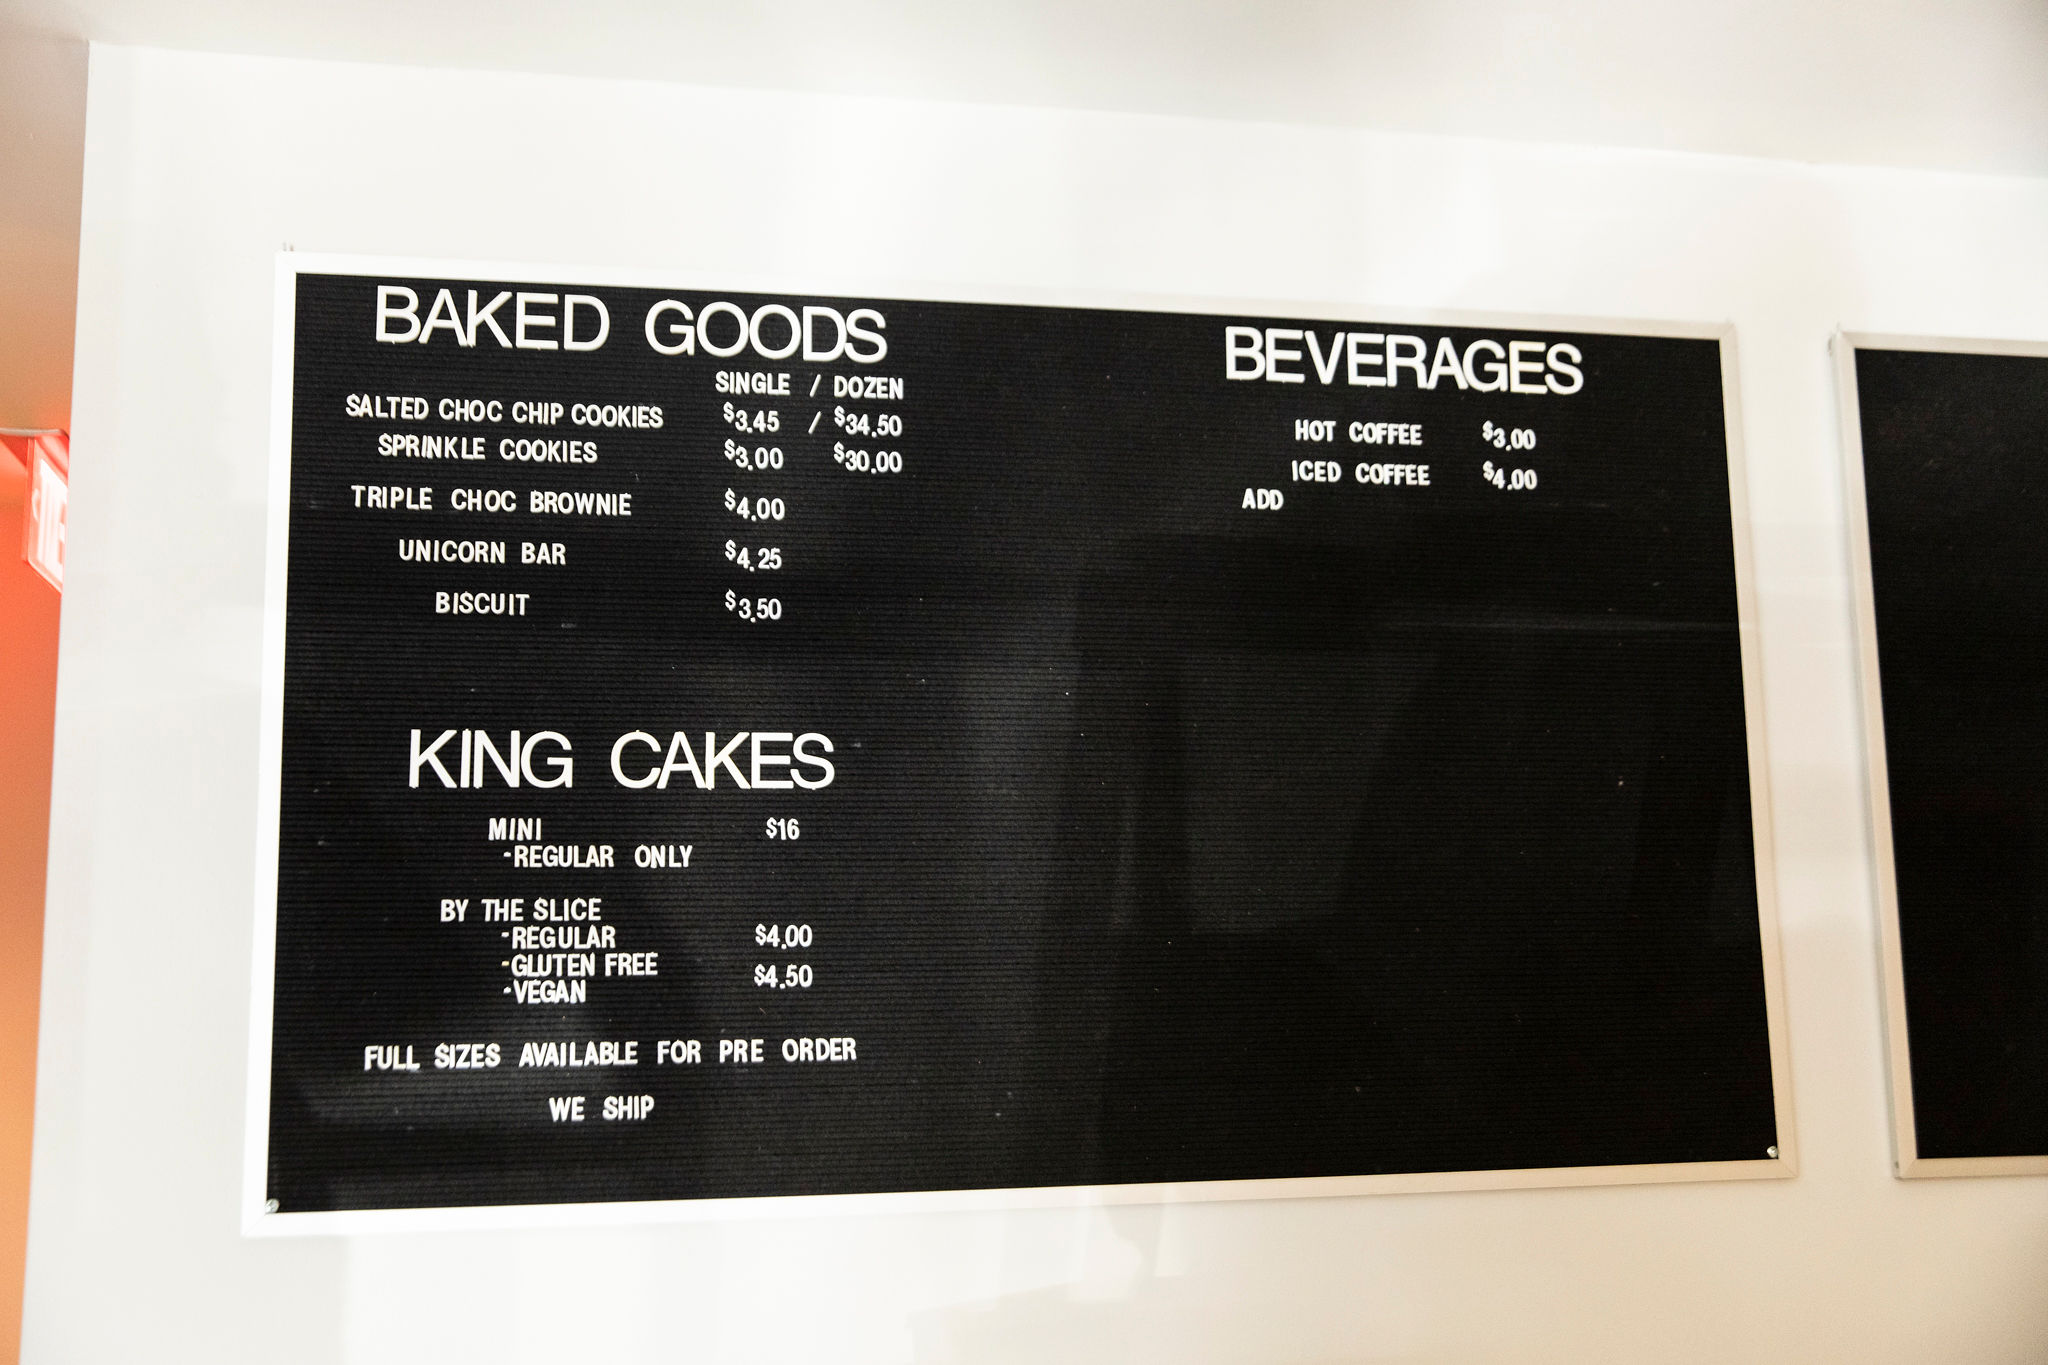 BAKED GOODS
SINGLE / DOZEN
SALTED CHOC CHIP COOKIES $3.45 / $34.50
SPRINKLE COOKIES $3.00 $30.00
TRIPLE CHOC BROWNIE $4.00
UNICORN BAR $4.25
BISCUIT $3.50
KING CAKES
MINI $16
-REGULAR ONLY
BY THE SLICE
-REGULAR $4.00
-GLUTEN FREE $4.50
-VEGAN
FULL SIZES AVAILABLE FOR PRE ORDER
WE SHIP
BEVERAGES
HOT COFFEE $3.00
ICED COFFEE $4.00
ADD